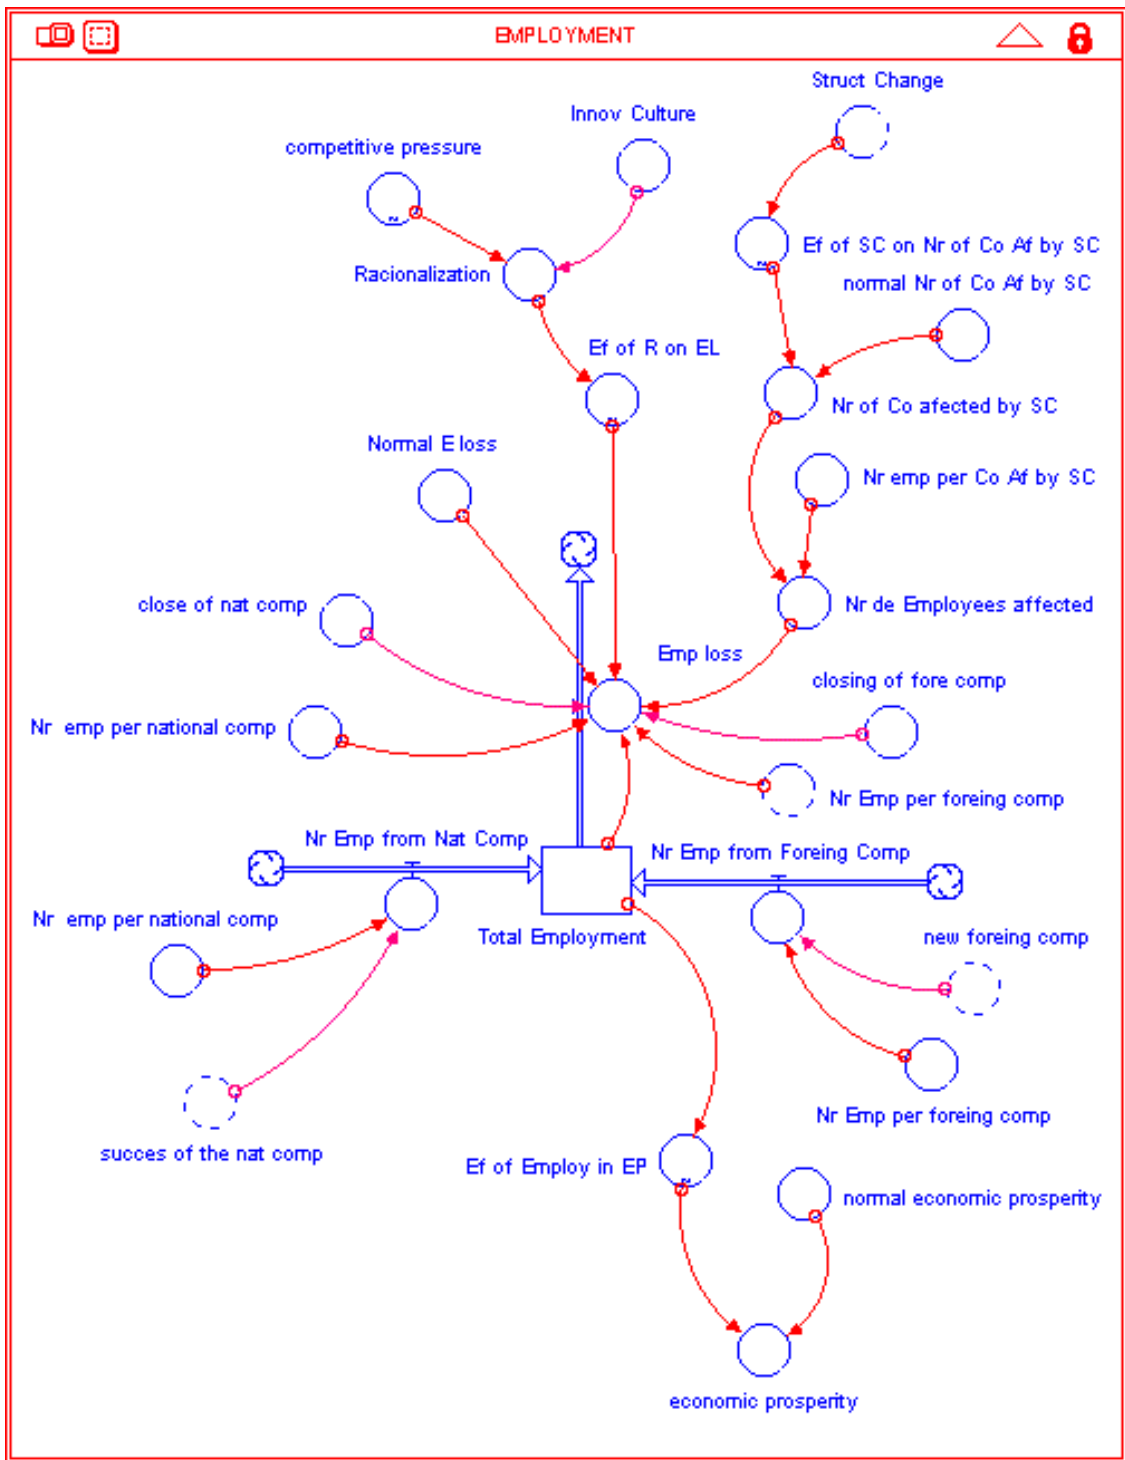 EMPLOYMENT
Struct Change
Innov Culture
competitive pressure
Ef of SC on Nr of Co Af by SC
Racionalization
normal Nr of Co Af by SC
Ef of R on EL
Nr of Co afected by SC
Normal E loss
Nr emp per Co Af by SC
close of nat comp
Nr de Employees affected
Emp loss
closing of fore comp
Nr emp per national comp
Nr Emp per foreing comp
Nr Emp from Nat Comp
Nr Emp from Foreing Comp
Nr emp per national comp
Total Employment
new foreing comp
Nr Emp per foreing comp
succes of the nat comp
Ef of Employ in EP
normal economic prosperity
economic prosperity